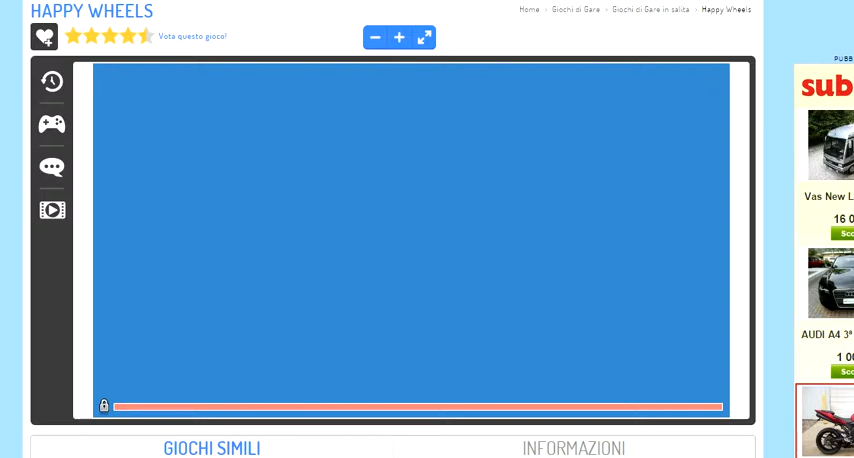 HAPPY WHEELS
Home › Giochi di Gare › Giochi di Gare in salita › Happy Wheels
Vota questo gioco!
PUBB
sub
Vas New L
16 0
Sco
AUDI A4 3ª
1 00
Sco
GIOCHI SIMILI
INFORMAZIONI